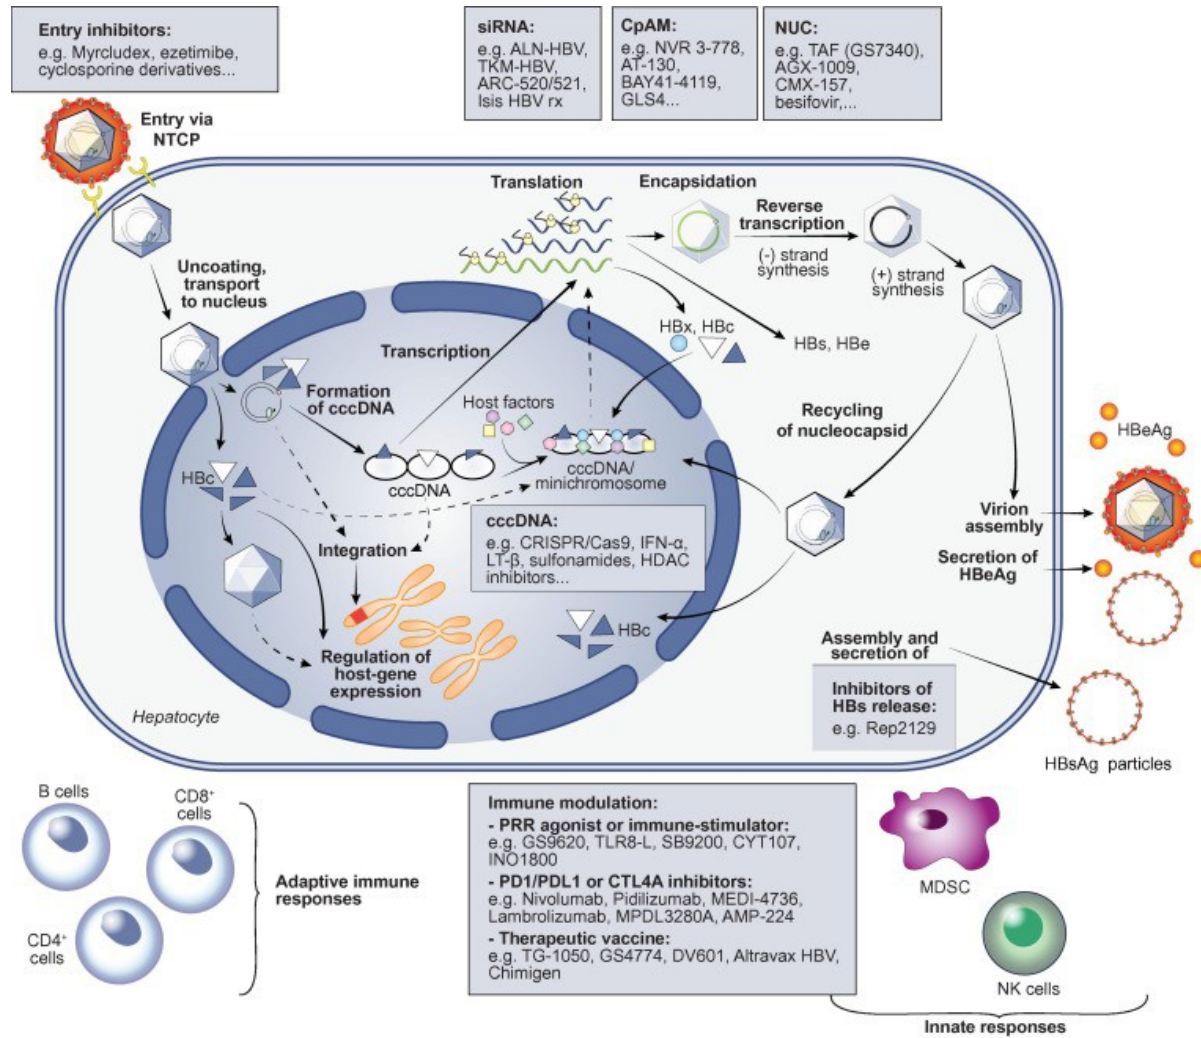 Entry inhibitors:
e.g. Myrcludex, ezetimibe,
cyclosporine derivatives...
siRNA:
e.g. ALN-HBV,
TKM-HBV,
ARC-520/521,
Isis HBV rx
CpAM:
e.g. NVR 3-778,
AT-130,
BAY41-4119,
GLS4...
NUC:
e.g. TAF (GS7340),
AGX-1009,
CMX-157,
besifovir,...
Entry via
NTCP
Translation
Encapsidation
Reverse
transcription
(-) strand
synthesis
(+) strand
synthesis
Uncoating,
transport
to nucleus
HBx, HBc
HBs, HBe
Transcription
Formation
of cccDNA
Host factors
Recycling
of nucleocapsid
HBeAg
HBc
cccDNA
cccDNA/
minichromosome
Virion
assembly
Integration
cccDNA:
e.g. CRISPR/Cas9, IFN-α,
LT-β, sulfonamides, HDAC
inhibitors...
Secretion of
HBeAg
HBc
Regulation of
host-gene
expression
Assembly and
secretion of
Inhibitors of
HBs release:
e.g. Rep2129
Hepatocyte
HBsAg particles
B cells
CD8+
cells
CD4+
cells
Adaptive immune
responses
Immune modulation:
- PRR agonist or immune-stimulator:
e.g. GS9620, TLR8-L, SB9200, CYT107,
INO1800
- PD1/PDL1 or CTL4A inhibitors:
e.g. Nivolumab, Pidilizumab, MEDI-4736,
Lambrolizumab, MPDL3280A, AMP-224
- Therapeutic vaccine:
e.g. TG-1050, GS4774, DV601, Altravax HBV,
Chimigen
MDSC
NK cells
Innate responses